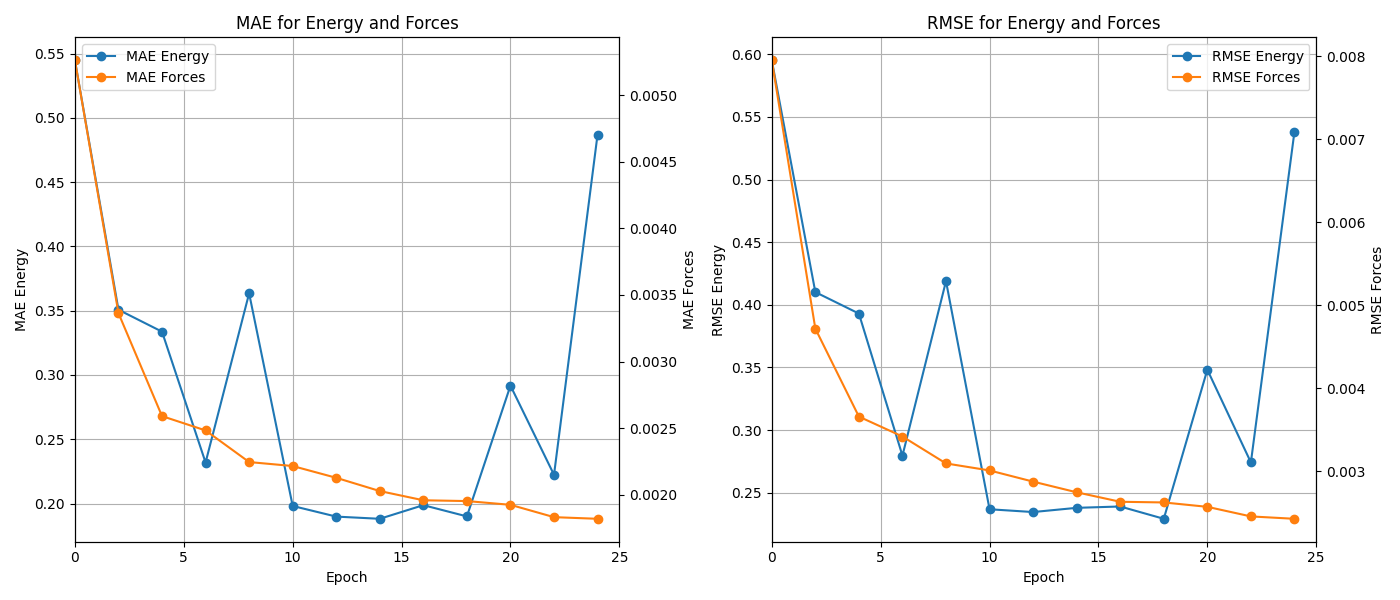 MAE for Energy and Forces
MAE Energy
MAE Forces
0.55
0.50
0.45
0.40
0.35
0.30
0.25
0.20
MAE Energy
0.0050
0.0045
0.0040
0.0035
0.0030
0.0025
0.0020
MAE Forces
0 5 10 15 20 25
Epoch
RMSE for Energy and Forces
RMSE Energy
RMSE Forces
0.60
0.55
0.50
0.45
0.40
0.35
0.30
0.25
RMSE Energy
0.008
0.007
0.006
0.005
0.004
0.003
RMSE Forces
0 5 10 15 20 25
Epoch